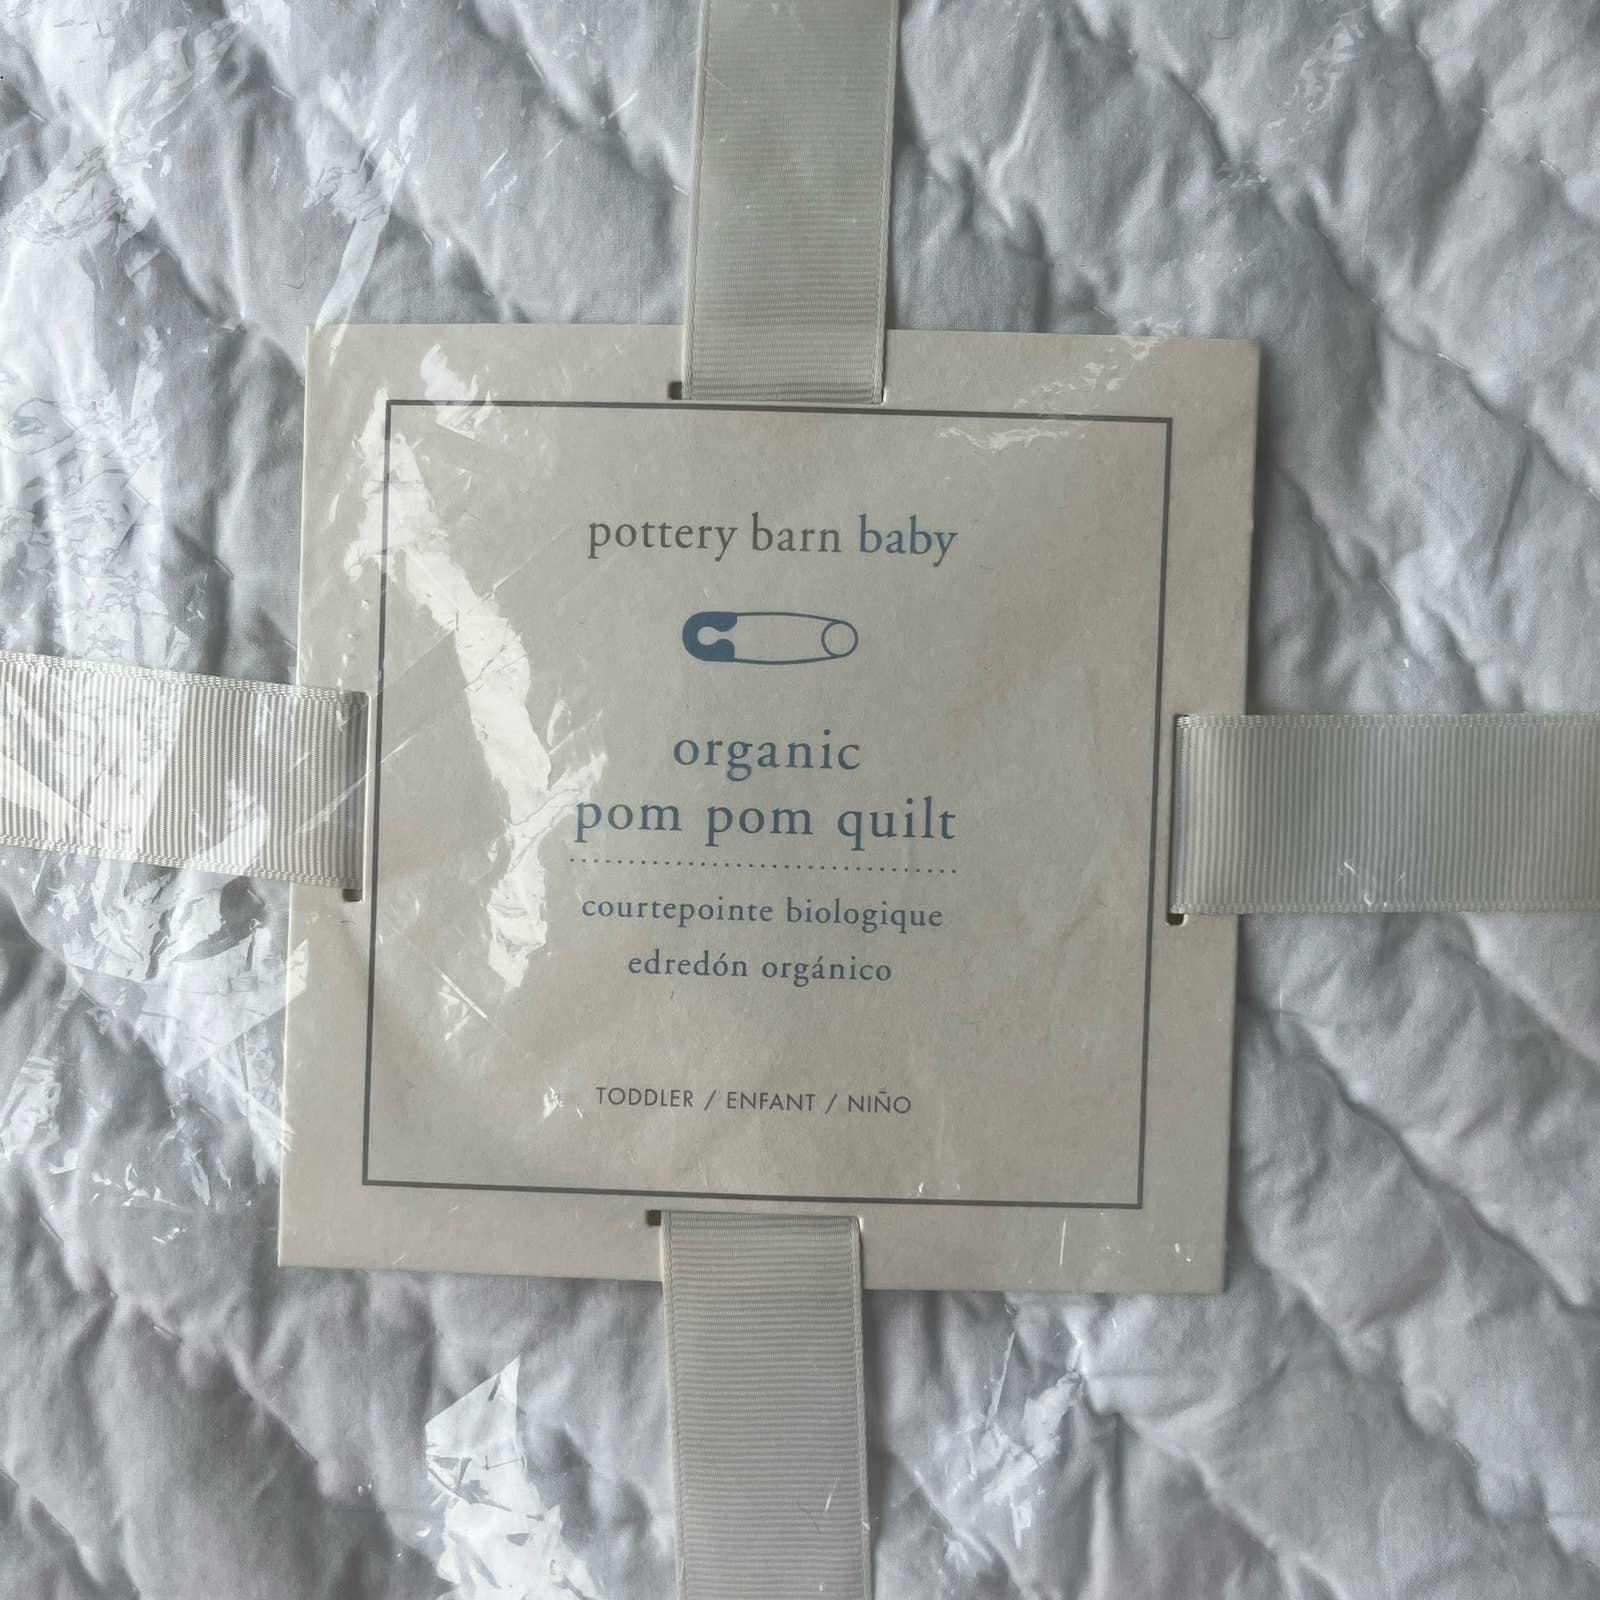 pottery barn baby
organic
pom pom quilt
courtepointe biologique
edredón orgánico
TODDLER / ENFANT / NIÑO